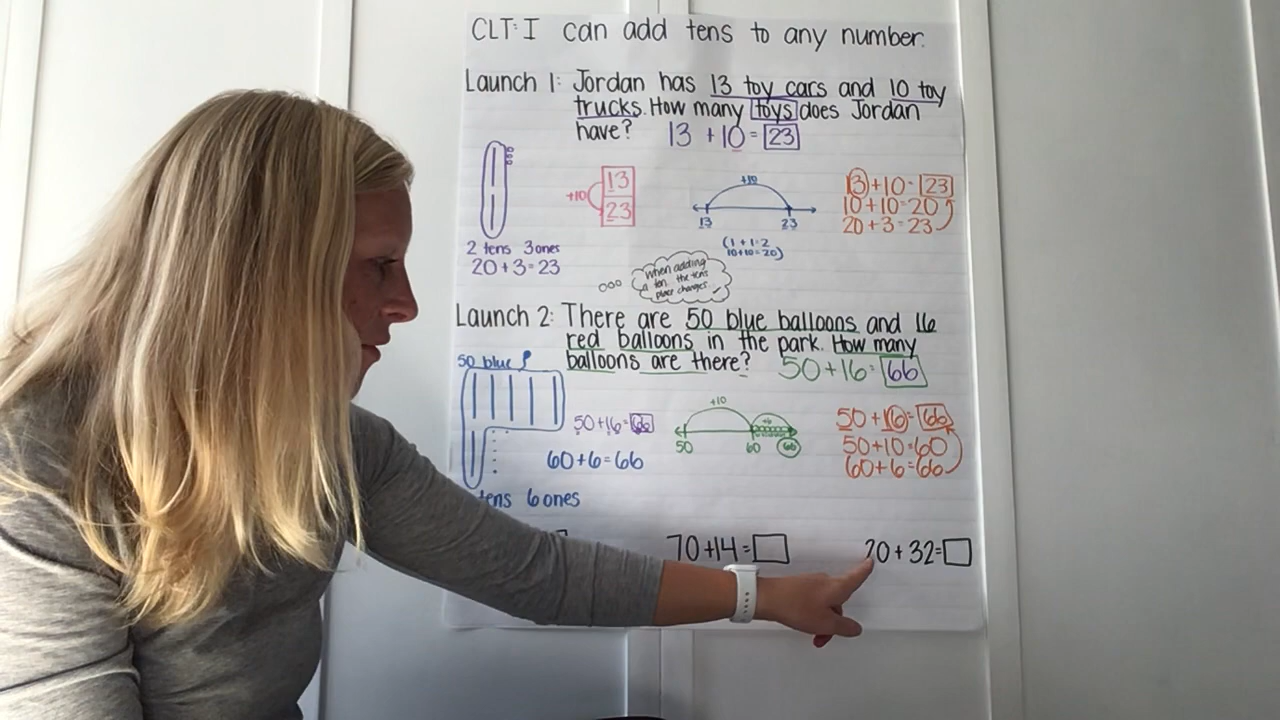 CLT: I can add tens to any number.
Launch 1: Jordan has 13 toy cars and 10 toy
trucks. How many toys does Jordan
have? 13 + 10 = 23
+10
13
23
+10
13 23
(1+1=2
10+10=20)
13+10=23
10+10=20
20+3=23
2 tens 3 ones
20+3=23
When adding
a ten, the tens
place changes.
Launch 2: There are 50 blue balloons and 16
red balloons in the park. How many
balloons are there? 50+16=66
50 blue
50+16=66
60+6=66
tens 6 ones
+10 +6
50 60 66
50+16=66
50+10=60
60+6=66
70+14=
20+32=